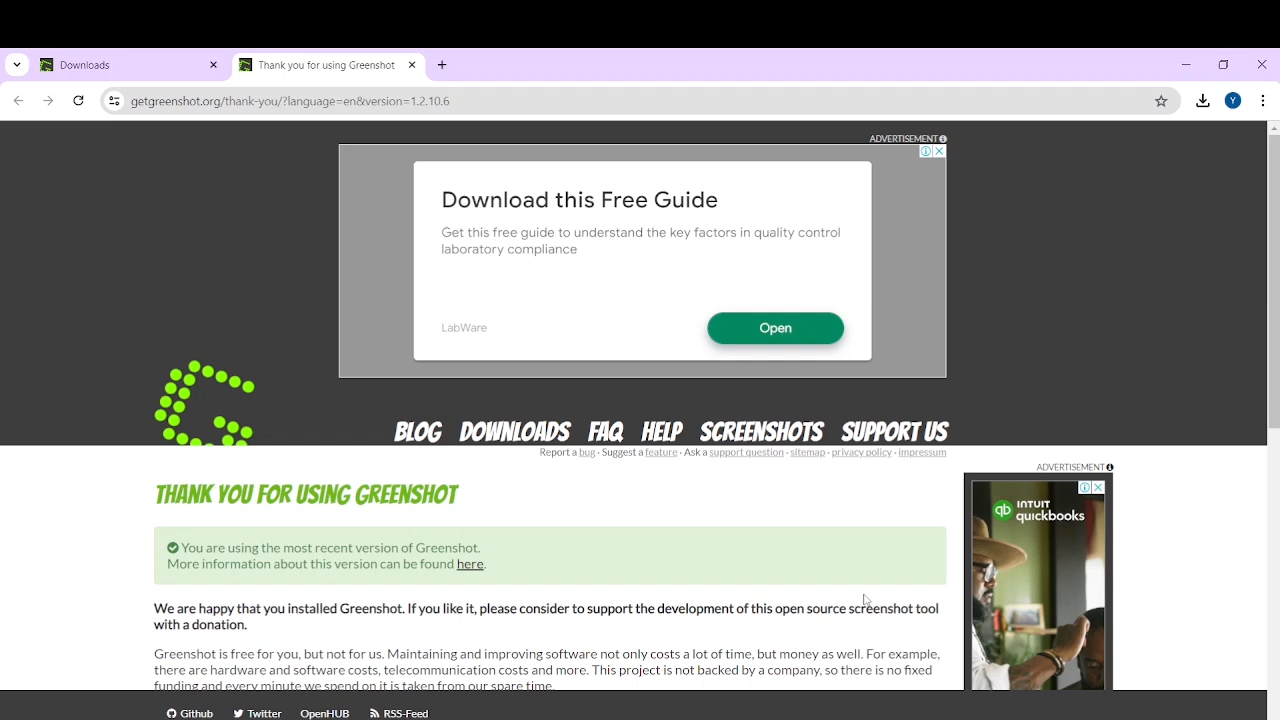 Downloads
Thank you for using Greenshot
getgreenshot.org/thank-you/?language=en&version=1.2.10.6
Y
ADVERTISEMENT
Download this Free Guide
Get this free guide to understand the key factors in quality control
laboratory compliance
LabWare
Open
BLOG DOWNLOADS FAQ HELP SCREENSHOTS SUPPORT US
Report a bug · Suggest a feature · Ask a support question · sitemap · privacy policy · impressum
ADVERTISEMENT
THANK YOU FOR USING GREENSHOT
qb INTUIT
quickbooks
You are using the most recent version of Greenshot.
More information about this version can be found here.
We are happy that you installed Greenshot. If you like it, please consider to support the development of this open source screenshot tool
with a donation.
Greenshot is free for you, but not for us. Maintaining and improving software not only costs a lot of time, but money as well. For example,
there are hardware and software costs, telecommunication costs and more. This project is not backed by a company, so there is no fixed
funding and every minute we spend on it is taken from our spare time.
Github Twitter OpenHUB RSS-Feed